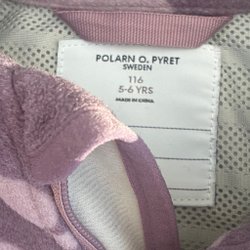 POLARN O. PYRET
SWEDEN
116
5-6 YRS
MADE IN CHINA